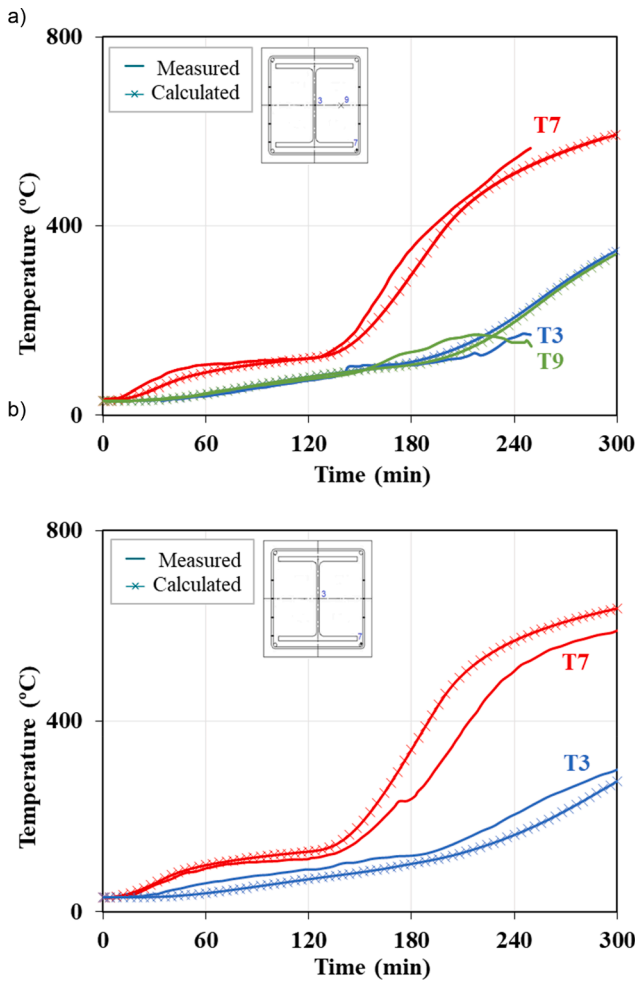 a)
800
Measured
Calculated
3
9
7
T7
400
T3
T9
0
0
60
120
180
240
300
Temperature (ºC)
Time (min)
b)
800
Measured
Calculated
3
7
T7
400
T3
0
0
60
120
180
240
300
Temperature (ºC)
Time (min)